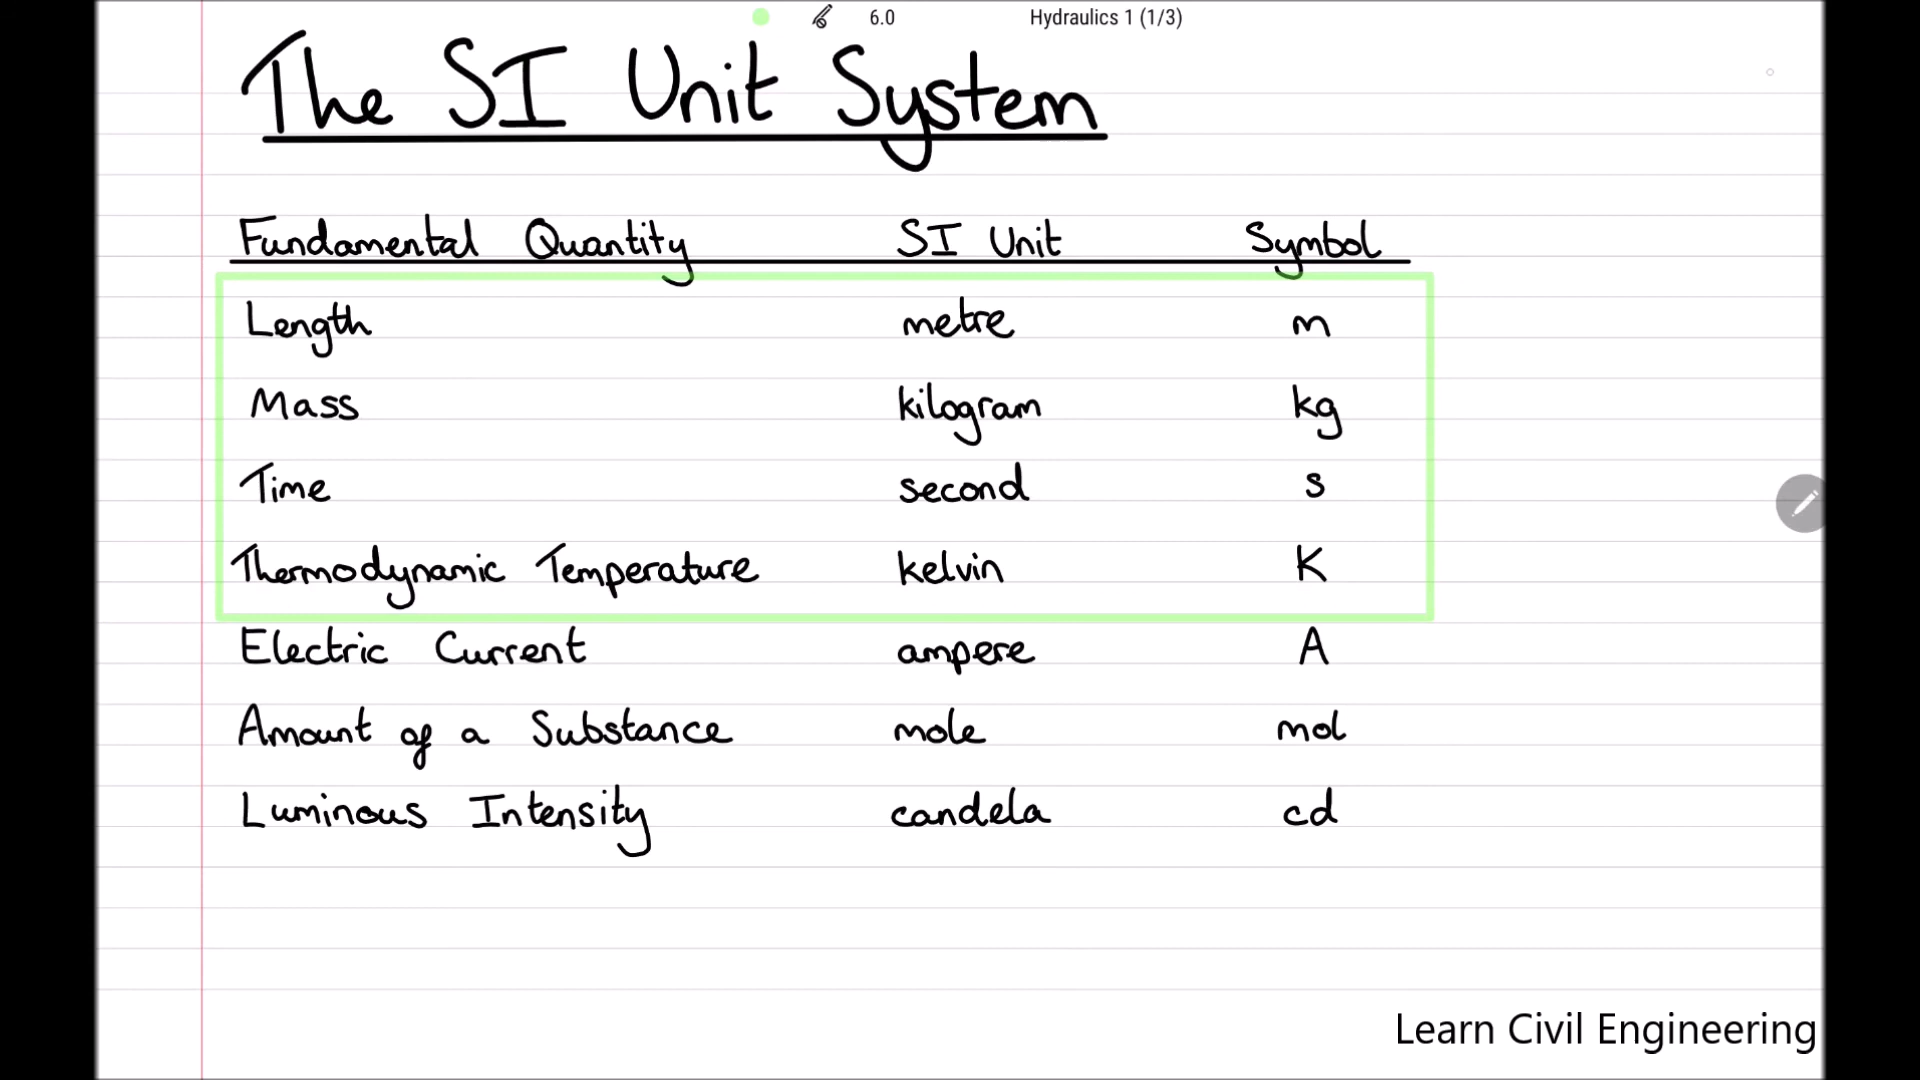 6.0 Hydraulics 1 (1/3)
The SI Unit System
Fundamental Quantity SI Unit Symbol
Length metre m
Mass kilogram kg
Time second s
Thermodynamic Temperature kelvin K
Electric Current ampere A
Amount of a Substance mole mol
Luminous Intensity candela cd
Learn Civil Engineering